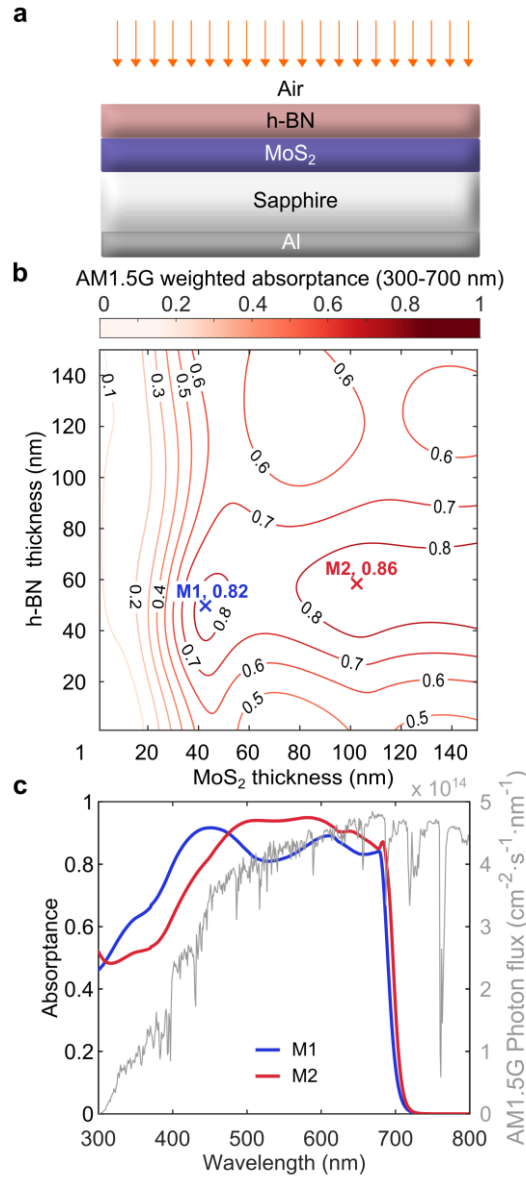 a
Air
h-BN
MoS₂
Sapphire
Al
b
AM1.5G weighted absorptance (300-700 nm)
0 0.2 0.4 0.6 0.8 1
140
120
100
80
60
40
20
1
h-BN thickness (nm)
0.1
0.3
0.5
0.6
0.6
0.6
0.6
0.7
0.7
0.8
M1, 0.82
M2, 0.86
0.2
0.4
0.8
0.8
0.7
0.7
0.6
0.6
0.5
0.5
20 40 60 80 100 120 140
MoS₂ thickness (nm)
c
x 10¹⁴
1
0.8
0.6
0.4
0.2
0
Absorptance
M1
M2
5
4
3
2
1
0
AM1.5G Photon flux (cm⁻²·s⁻¹·nm⁻¹)
300 400 500 600 700 800
Wavelength (nm)